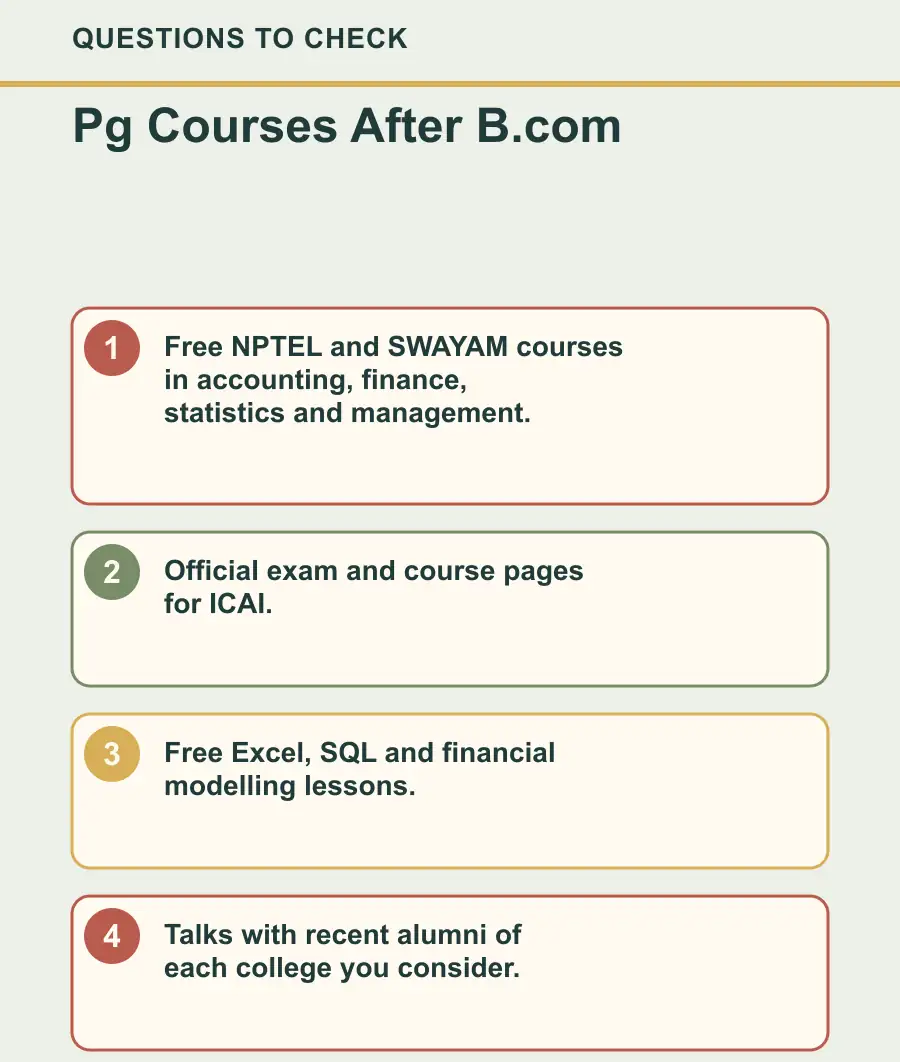 QUESTIONS TO CHECK
Pg Courses After B.com
1
Free NPTEL and SWAYAM courses
in accounting, finance,
statistics and management.
2
Official exam and course pages
for ICAI.
3
Free Excel, SQL and financial
modelling lessons.
4
Talks with recent alumni of
each college you consider.